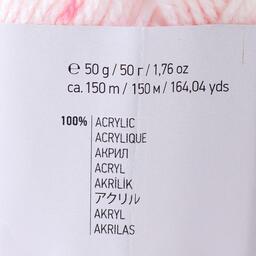 ℮ 50 g / 50 г / 1,76 oz
ca. 150 m / 150 м / 164,04 yds
100% ACRYLIC
ACRYLIQUE
АКРИЛ
ACRYL
AKRİLİK
アクリル
AKRYL
AKRILAS